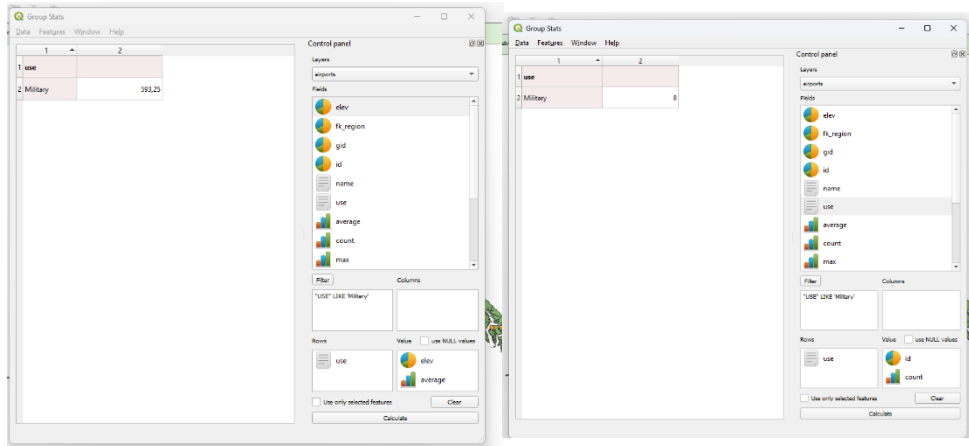 Group Stats
Data Features Window Help
1 2
1 use
2 Military 593,25
Control panel
Layers
airports
Fields
elev
fk_region
gid
id
name
use
average
count
max
Filter Columns
"USE" LIKE 'Military'
Rows Value use NULL values
use elev
average
Use only selected features Clear
Calculate
Group Stats
Data Features Window Help
1 2
1 use
2 Military 8
Control panel
Layers
airports
Fields
elev
fk_region
gid
id
name
use
average
count
max
Filter Columns
"USE" LIKE 'Military'
Rows Value use NULL values
use id
count
Use only selected features Clear
Calculate